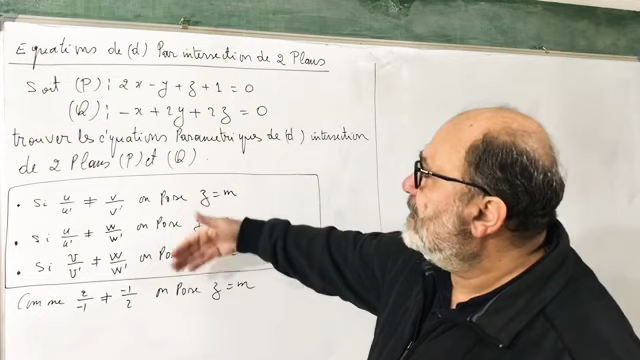 Equations de (d) Par intersection de 2 Plans
Soit (P): 2x - y + z + 1 = 0
(Q): -x + 2y + 2z = 0
trouver les équations Parametriques de (d) intersection
de 2 Plans (P) et (Q).
• Si u/u' ≠ v/v' on Pose z = m
• Si u/u' ≠ w/w' on Pose
• Si v/v' ≠ w/w' on Pos
Comme 2/-1 ≠ -1/2 on Pose z = m